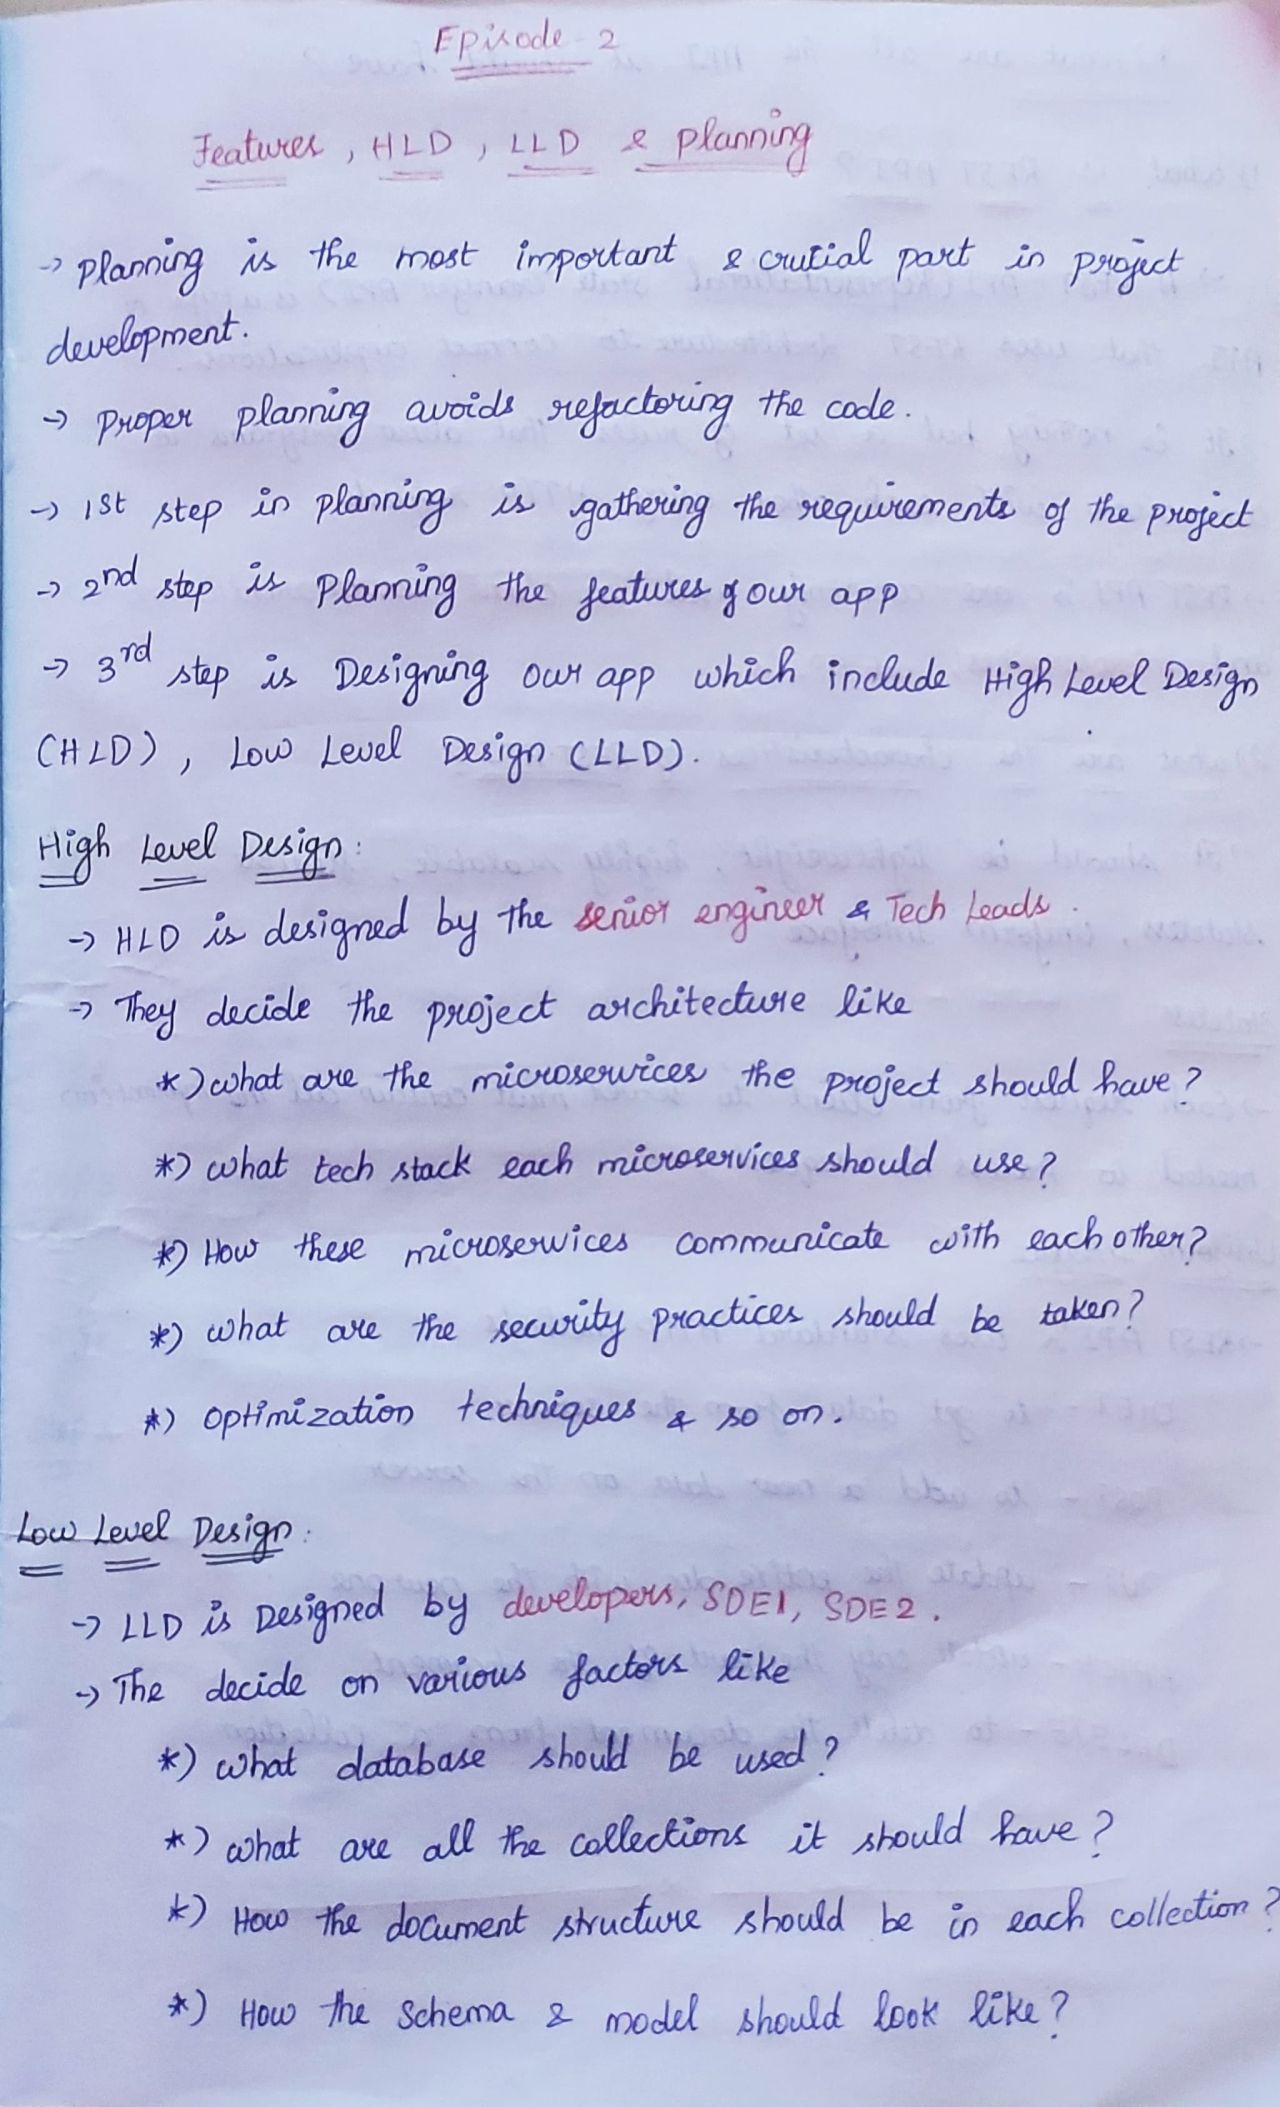 Episode - 2
Features, HLD, LLD & planning
-> planning is the most important & crutial part in project
development.
-> proper planning avoids refactoring the code.
-> 1st step in planning is gathering the requirements of the project
-> 2nd step is planning the features of our app
-> 3rd step is Designing our app which include High Level Design
(HLD), Low Level Design (LLD).
High Level Design:
-> HLD is designed by the senior engineer & Tech Leads.
-> They decide the project architecture like
*) what are the microservices the project should have?
*) what tech stack each microservices should use?
*) How these microservices communicate with each other?
*) what are the security practices should be taken?
*) optimization techniques & so on.
Low Level Design:
-> LLD is Designed by developers, SDE1, SDE2.
-> The decide on various factors like
*) what database should be used?
*) what are all the collections it should have?
*) How the document structure should be in each collection?
*) How the schema & model should look like?